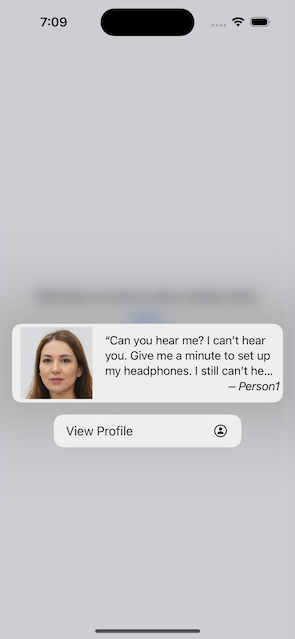 7:09
“Can you hear me? I can’t hear
you. Give me a minute to set up
my headphones. I still can't he...
– Person1
View Profile